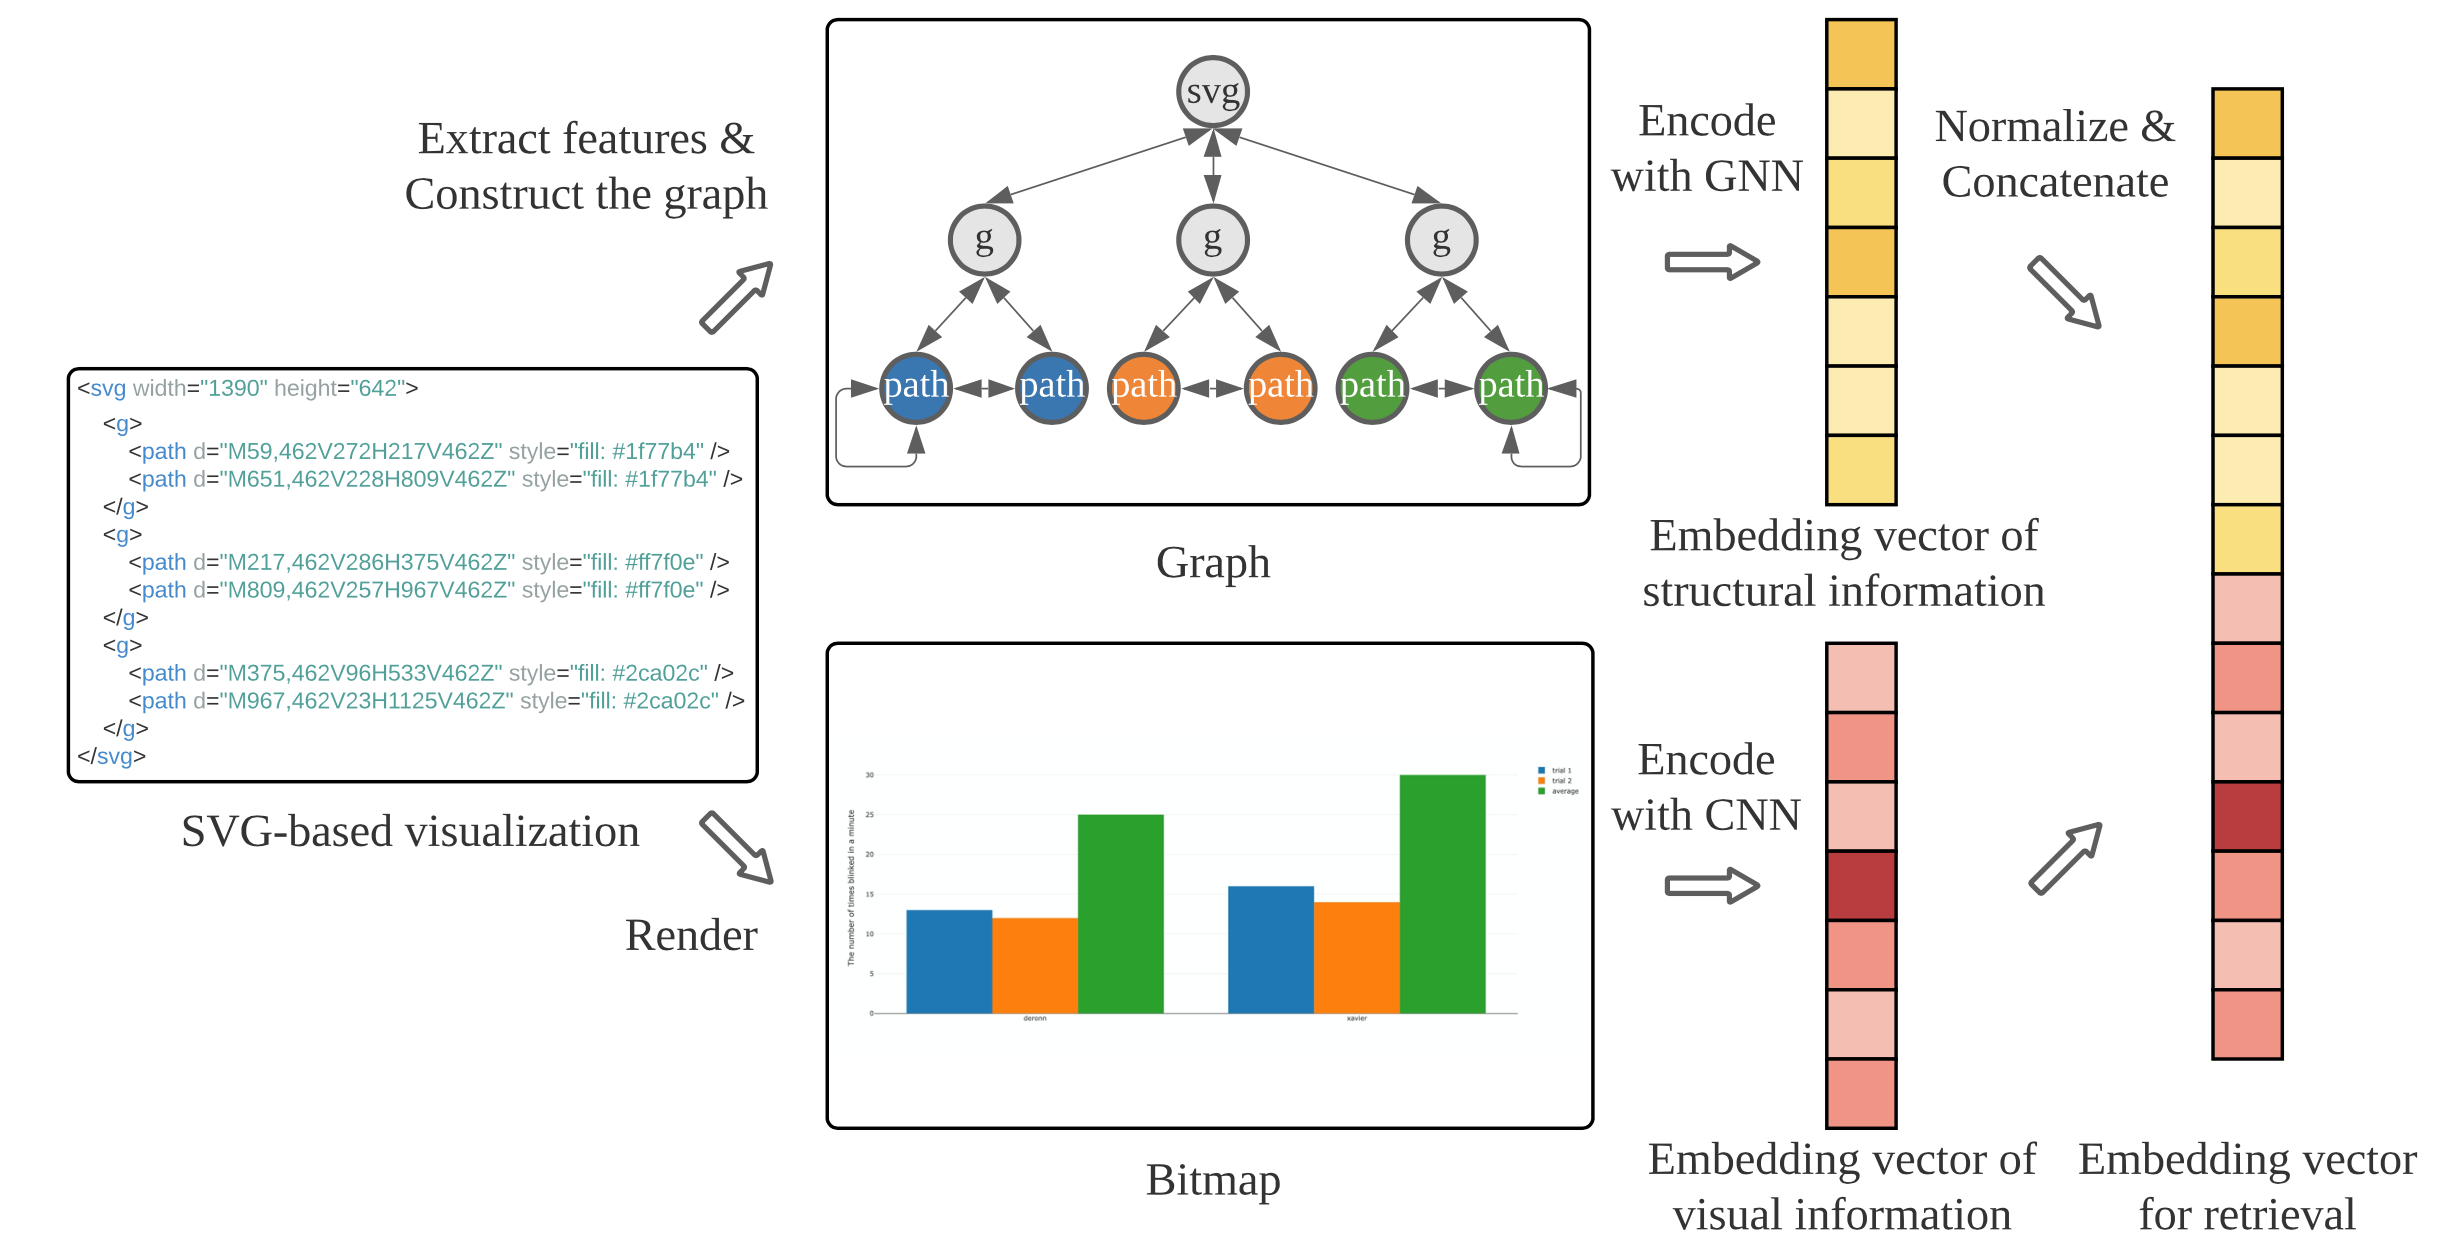 Extract features &
Construct the graph
<svg width="1390" height="642">
<g>
<path d="M59,462V272H217V462Z" style="fill: #1f77b4" />
<path d="M651,462V228H809V462Z" style="fill: #1f77b4" />
</g>
<g>
<path d="M217,462V286H375V462Z" style="fill: #ff7f0e" />
<path d="M809,462V257H967V462Z" style="fill: #ff7f0e" />
</g>
<g>
<path d="M375,462V96H533V462Z" style="fill: #2ca02c" />
<path d="M967,462V23H1125V462Z" style="fill: #2ca02c" />
</g>
</svg>
SVG-based visualization
Render
svg
g g g
path path path path path path
Graph
30
25
20
15
10
5
0
The number of times blinked in a minute
deronn xavier
trial 1
trial 2
average
Bitmap
Encode
with GNN
Embedding vector of
structural information
Encode
with CNN
Embedding vector of
visual information
Normalize &
Concatenate
Embedding vector
for retrieval